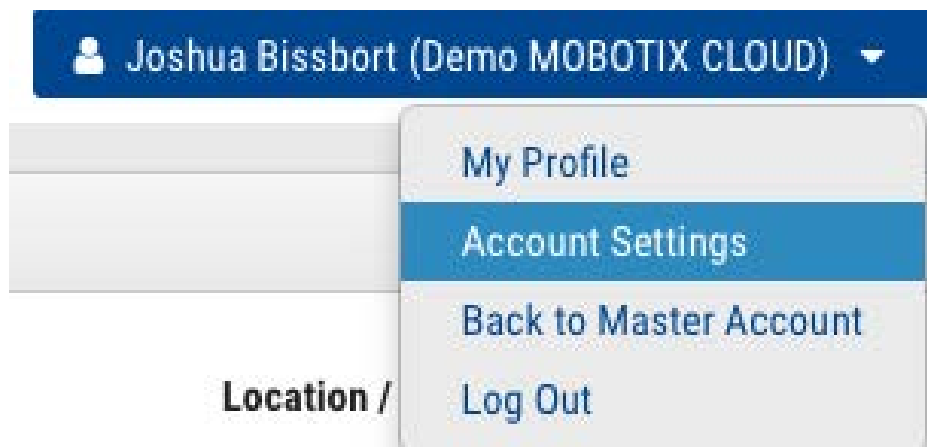 Joshua Bissbort (Demo MOBOTIX CLOUD)
My Profile
Account Settings
Back to Master Account
Location /
Log Out